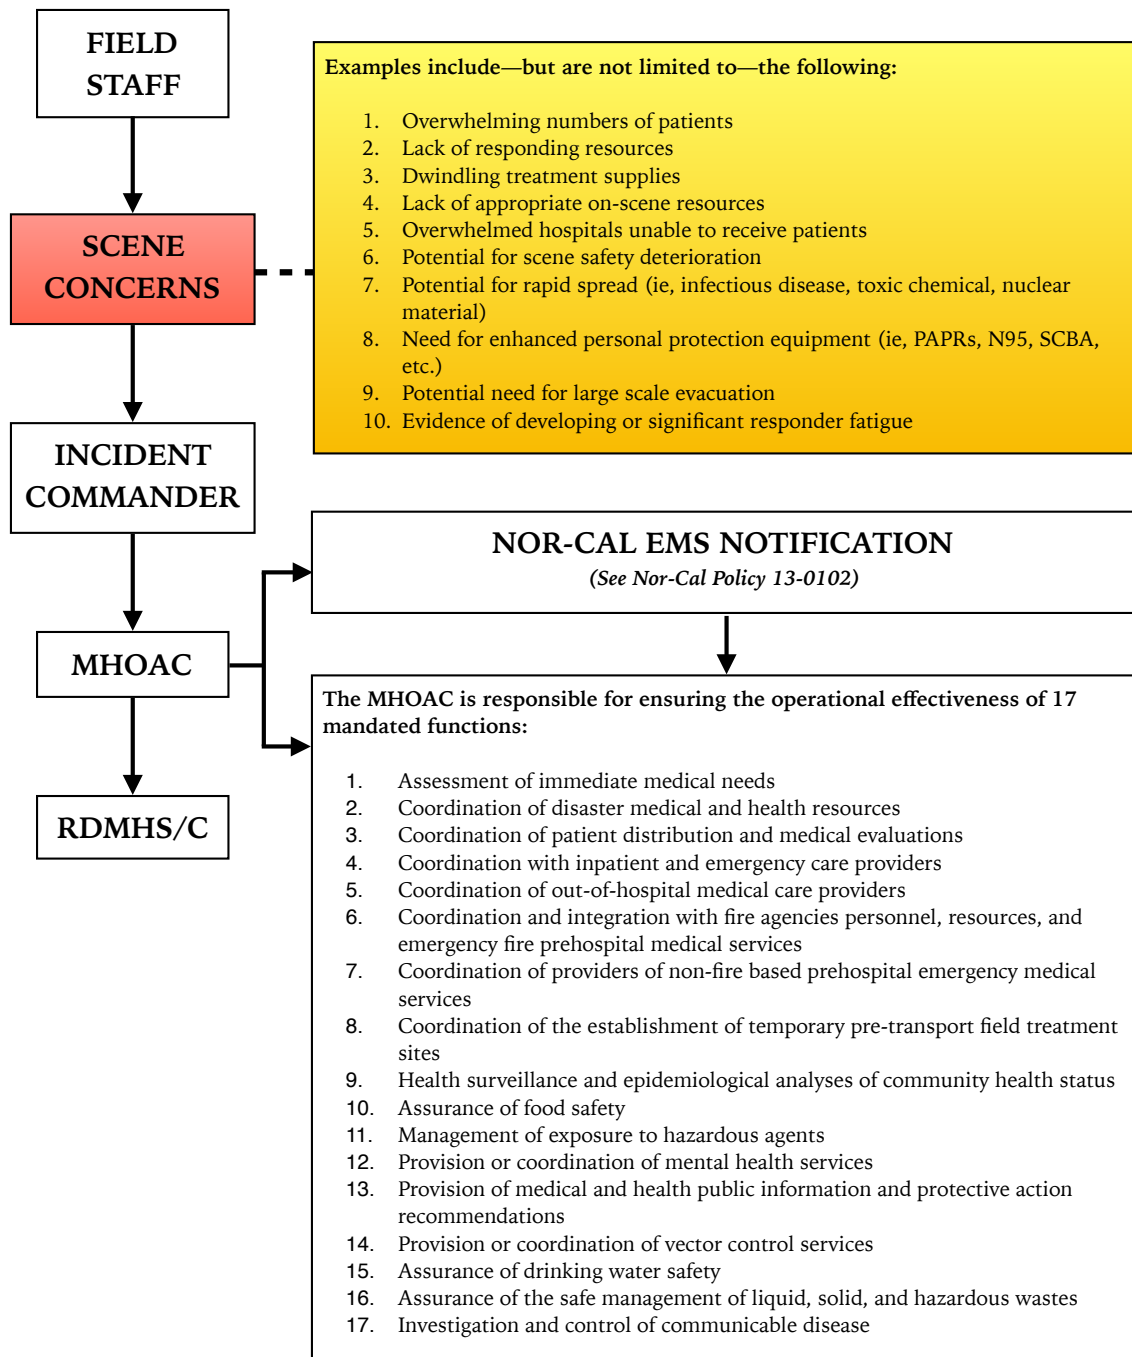 FIELD
STAFF
Examples include—but are not limited to—the following:
1. Overwhelming numbers of patients
2. Lack of responding resources
3. Dwindling treatment supplies
4. Lack of appropriate on-scene resources
5. Overwhelmed hospitals unable to receive patients
6. Potential for scene safety deterioration
7. Potential for rapid spread (ie, infectious disease, toxic chemical, nuclear
material)
8. Need for enhanced personal protection equipment (ie, PAPRs, N95, SCBA,
etc.)
9. Potential need for large scale evacuation
10. Evidence of developing or significant responder fatigue
SCENE
CONCERNS
INCIDENT
COMMANDER
NOR-CAL EMS NOTIFICATION
(See Nor-Cal Policy 13-0102)
MHOAC
RDMHS/C
The MHOAC is responsible for ensuring the operational effectiveness of 17
mandated functions:
1. Assessment of immediate medical needs
2. Coordination of disaster medical and health resources
3. Coordination of patient distribution and medical evaluations
4. Coordination with inpatient and emergency care providers
5. Coordination of out-of-hospital medical care providers
6. Coordination and integration with fire agencies personnel, resources, and
emergency fire prehospital medical services
7. Coordination of providers of non-fire based prehospital emergency medical
services
8. Coordination of the establishment of temporary pre-transport field treatment
sites
9. Health surveillance and epidemiological analyses of community health status
10. Assurance of food safety
11. Management of exposure to hazardous agents
12. Provision or coordination of mental health services
13. Provision of medical and health public information and protective action
recommendations
14. Provision or coordination of vector control services
15. Assurance of drinking water safety
16. Assurance of the safe management of liquid, solid, and hazardous wastes
17. Investigation and control of communicable disease